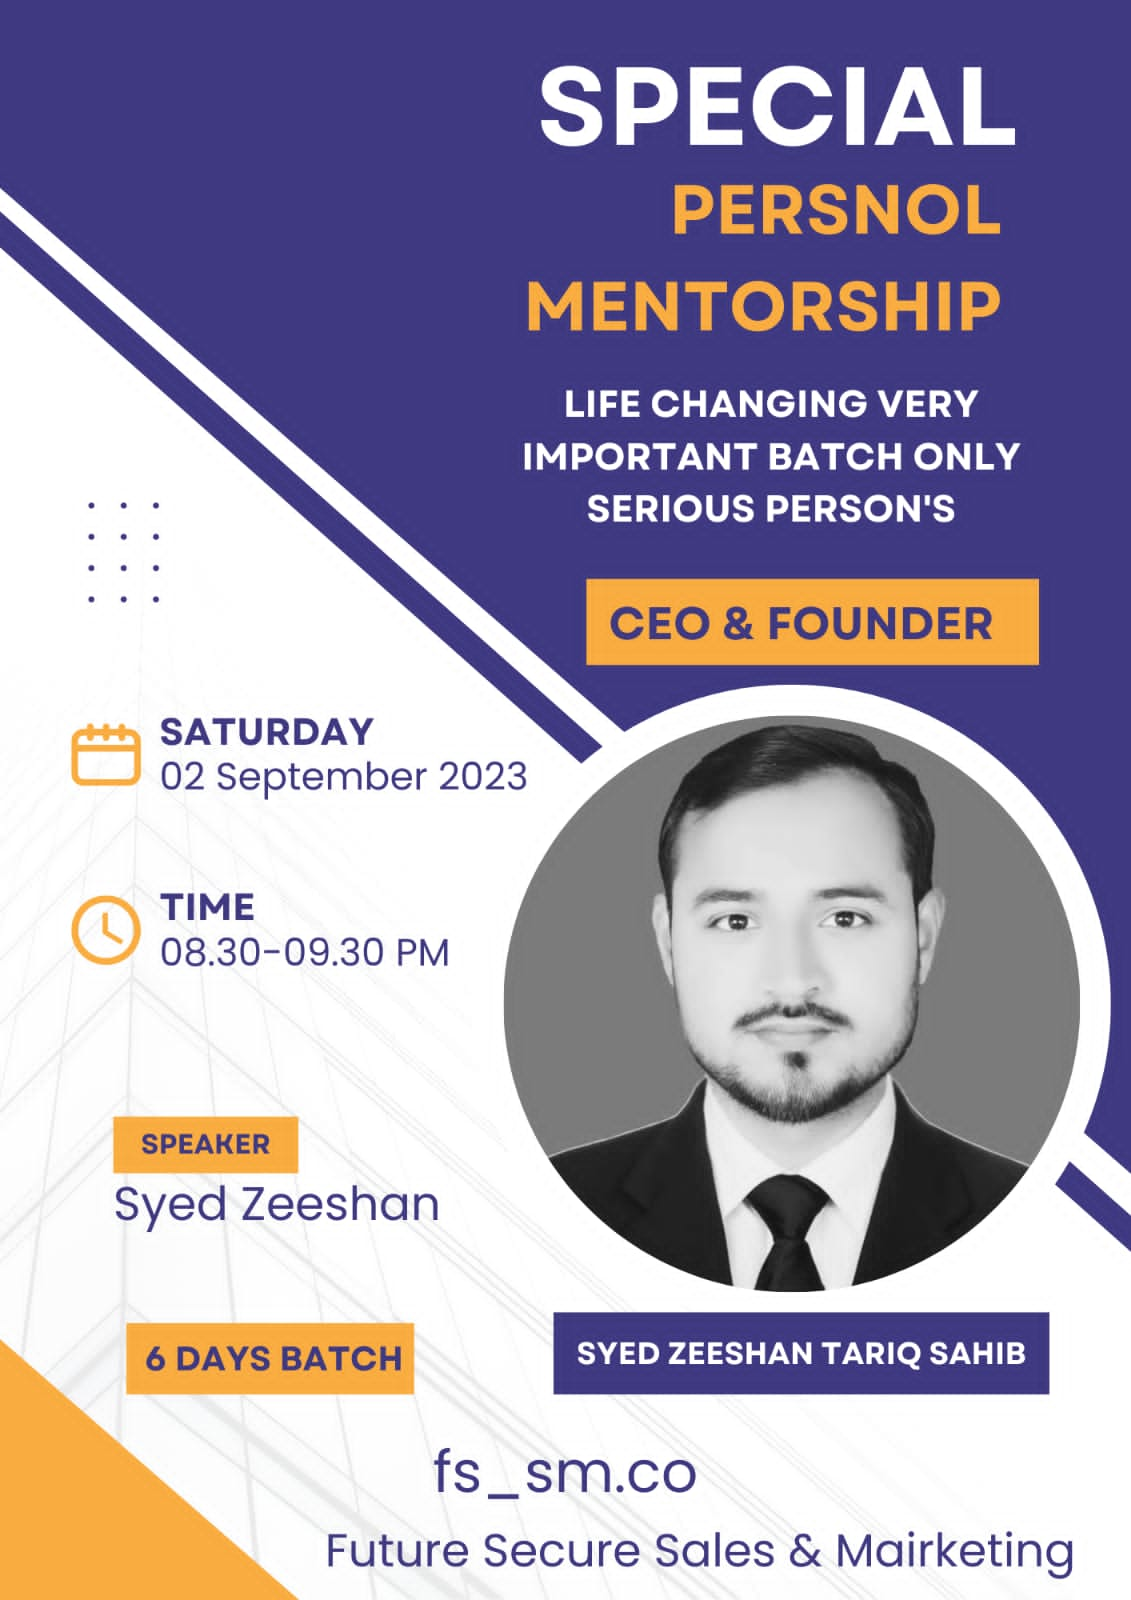 SPECIAL
PERSNOL
MENTORSHIP
LIFE CHANGING VERY
IMPORTANT BATCH ONLY
SERIOUS PERSON'S
CEO & FOUNDER
SATURDAY
02 September 2023
TIME
08.30-09.30 PM
SPEAKER
Syed Zeeshan
6 DAYS BATCH
SYED ZEESHAN TARIQ SAHIB
fs_sm.co
Future Secure Sales & Mairketing